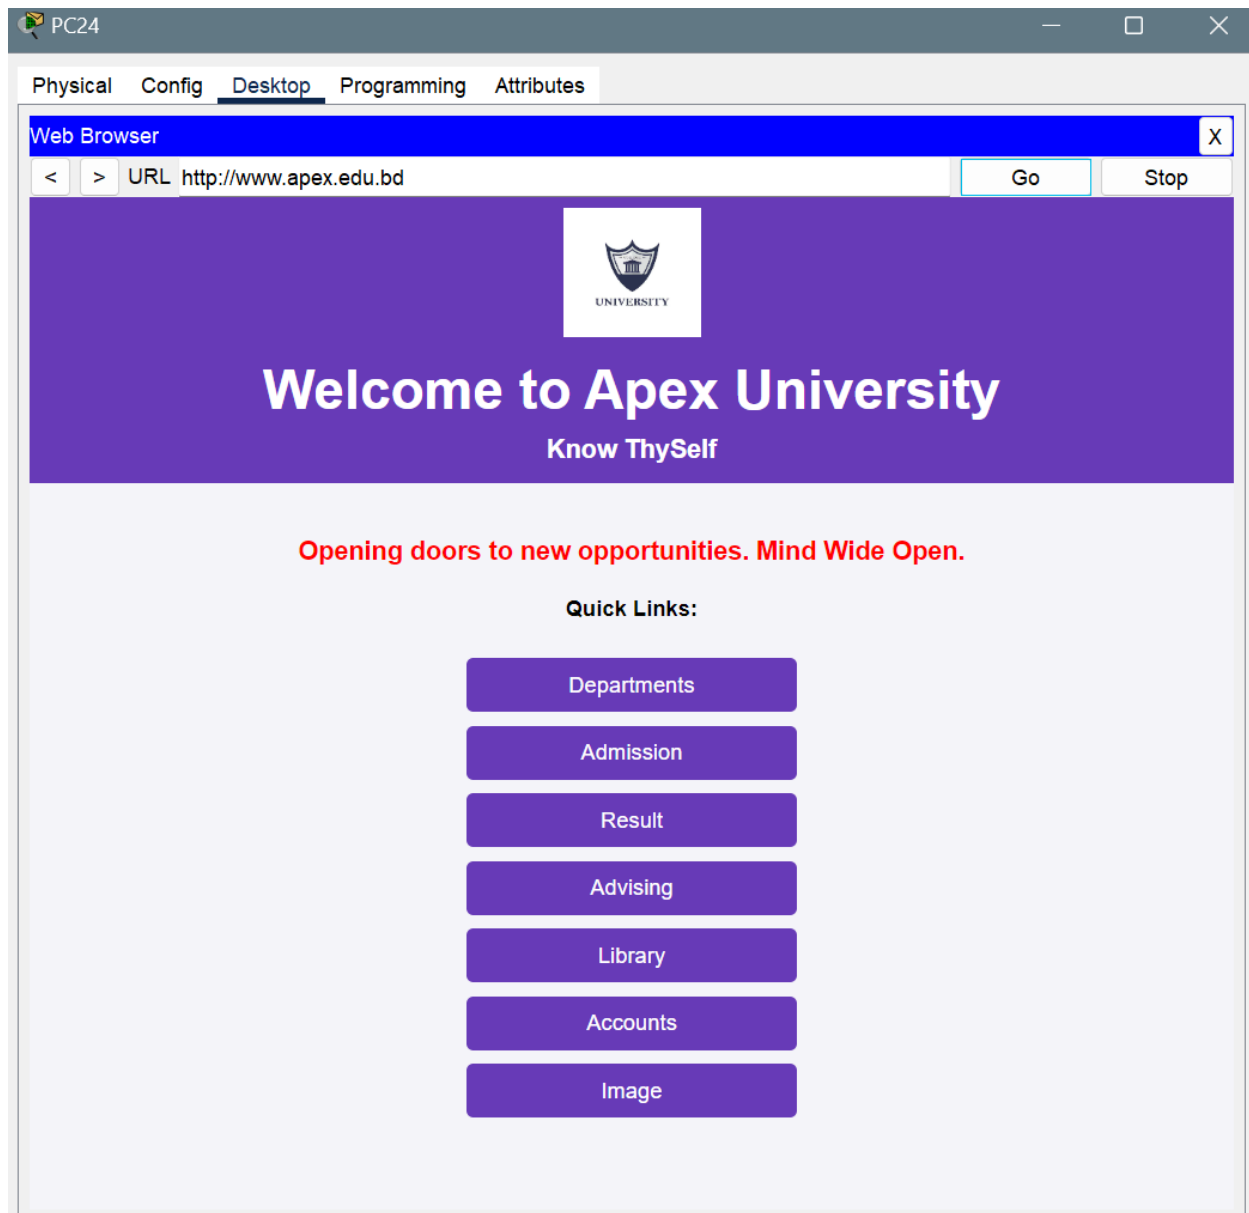 PC24
Physical Config Desktop Programming Attributes
Web Browser X
< > URL http://www.apex.edu.bd Go Stop
UNIVERSITY
Welcome to Apex University
Know ThySelf
Opening doors to new opportunities. Mind Wide Open.
Quick Links:
Departments
Admission
Result
Advising
Library
Accounts
Image